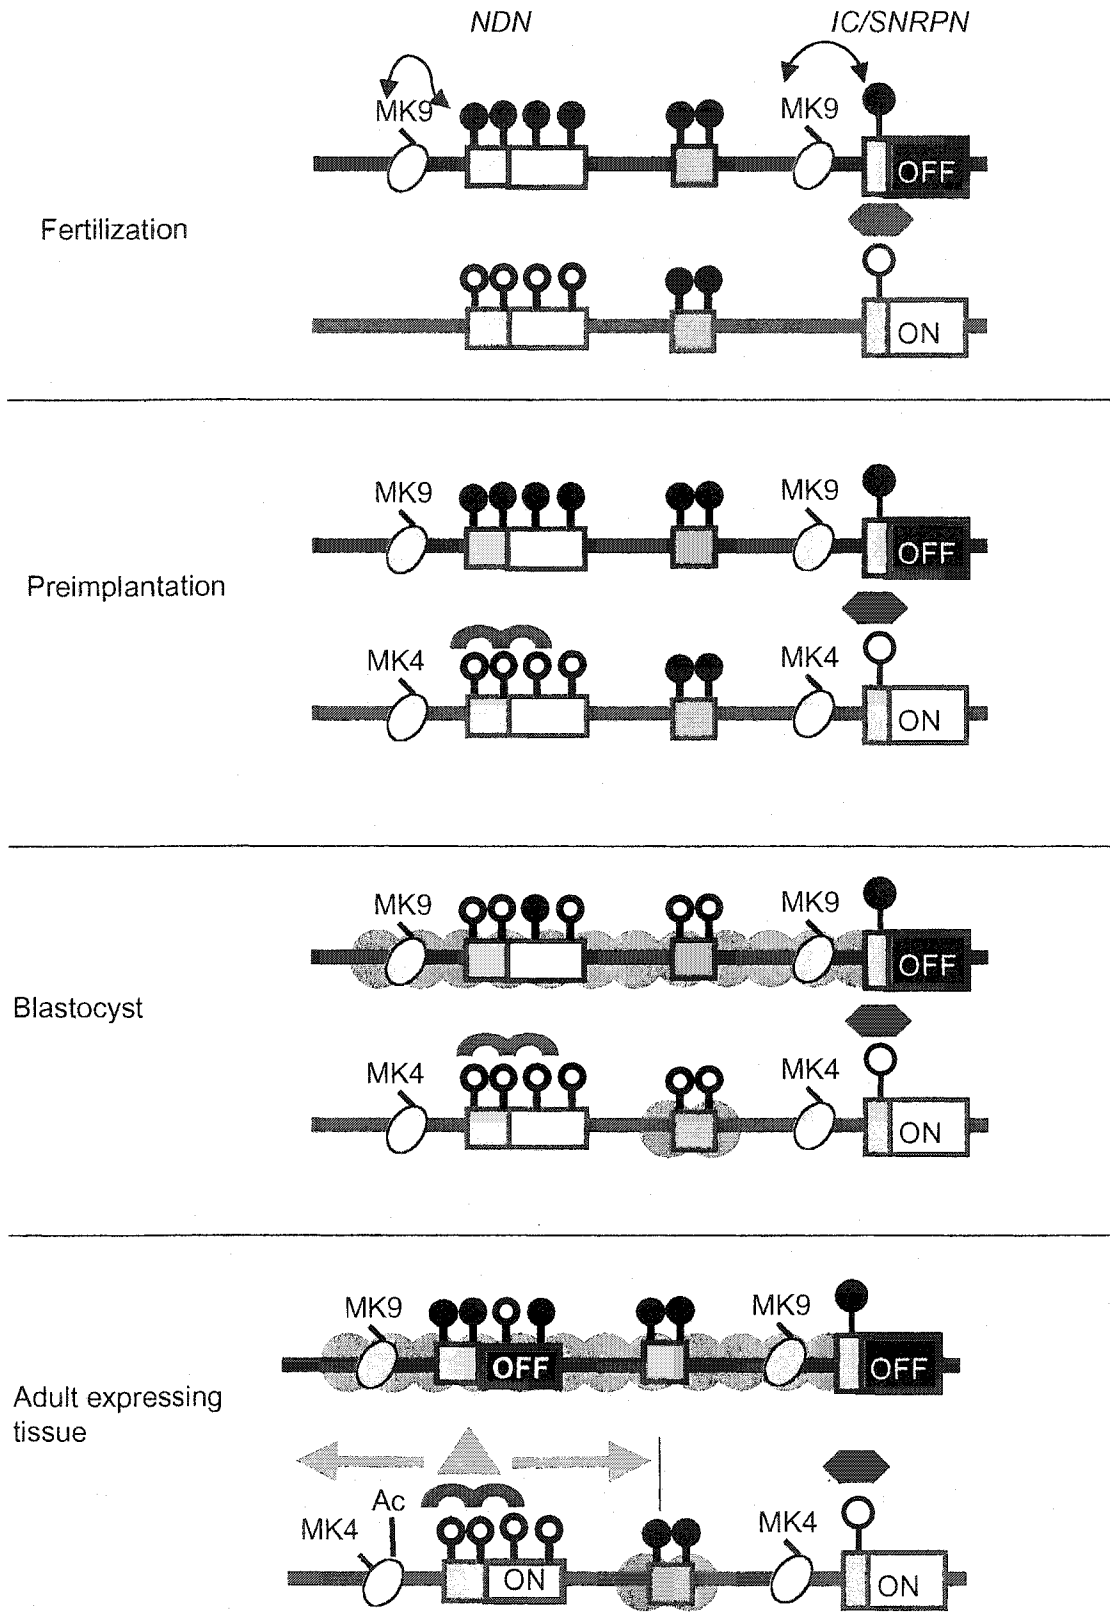 NDN IC/SNRPN
MK9 MK9
OFF
Fertilization
ON
MK9 MK9
OFF
Preimplantation
MK4 MK4
ON
MK9 MK9
OFF
Blastocyst
MK4 MK4
ON
MK9 MK9
OFF OFF
Adult expressing
tissue
Ac
MK4 MK4
ON ON